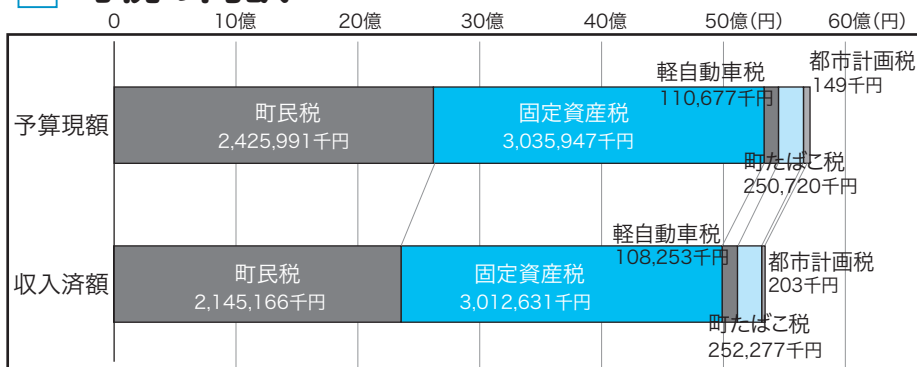 0 10億 20億 30億 40億 50億(円) 60億(円)
予算現額
町民税
2,425,991千円
固定資産税
3,035,947千円
軽自動車税
110,677千円
町たばこ税
250,720千円
都市計画税
149千円
収入済額
町民税
2,145,166千円
固定資産税
3,012,631千円
軽自動車税
108,253千円
町たばこ税
252,277千円
都市計画税
203千円